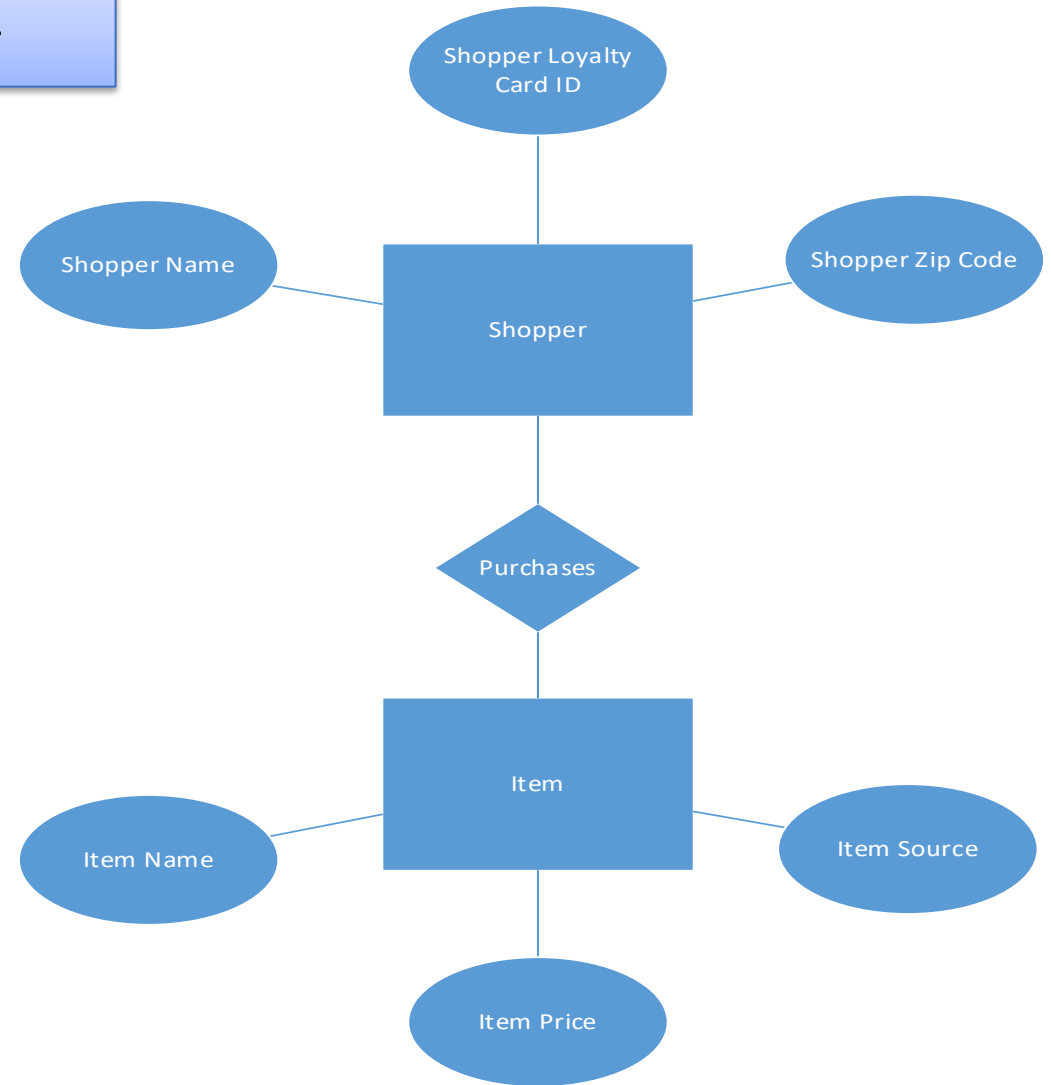 Shopper Loyalty
Card ID
Shopper Name
Shopper Zip Code
Shopper
Purchases
Item
Item Name
Item Source
Item Price